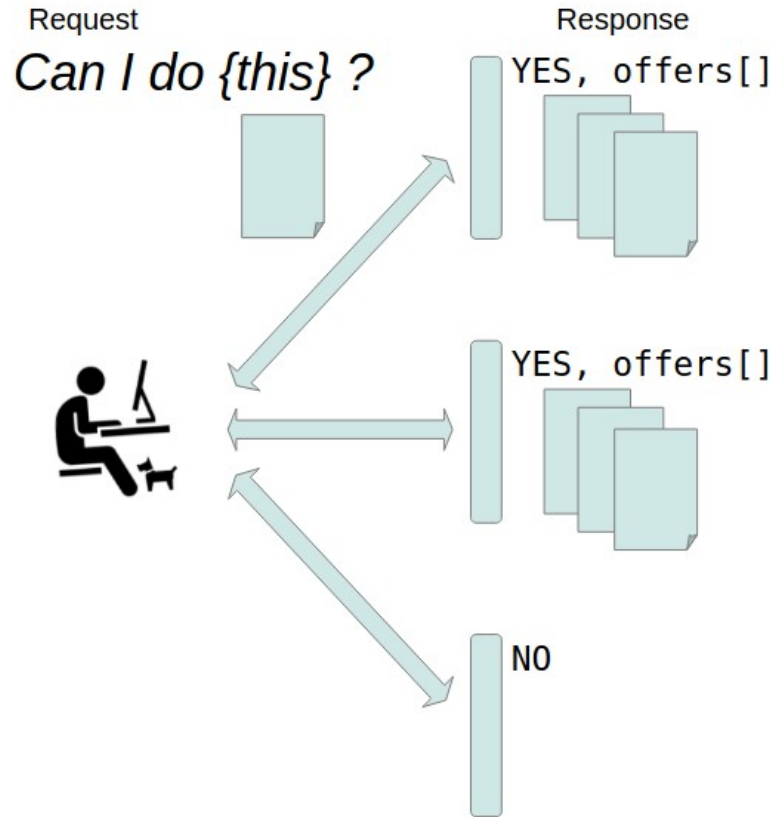 Request
Response
Can I do {this} ?
YES, offers[]
YES, offers[]
NO